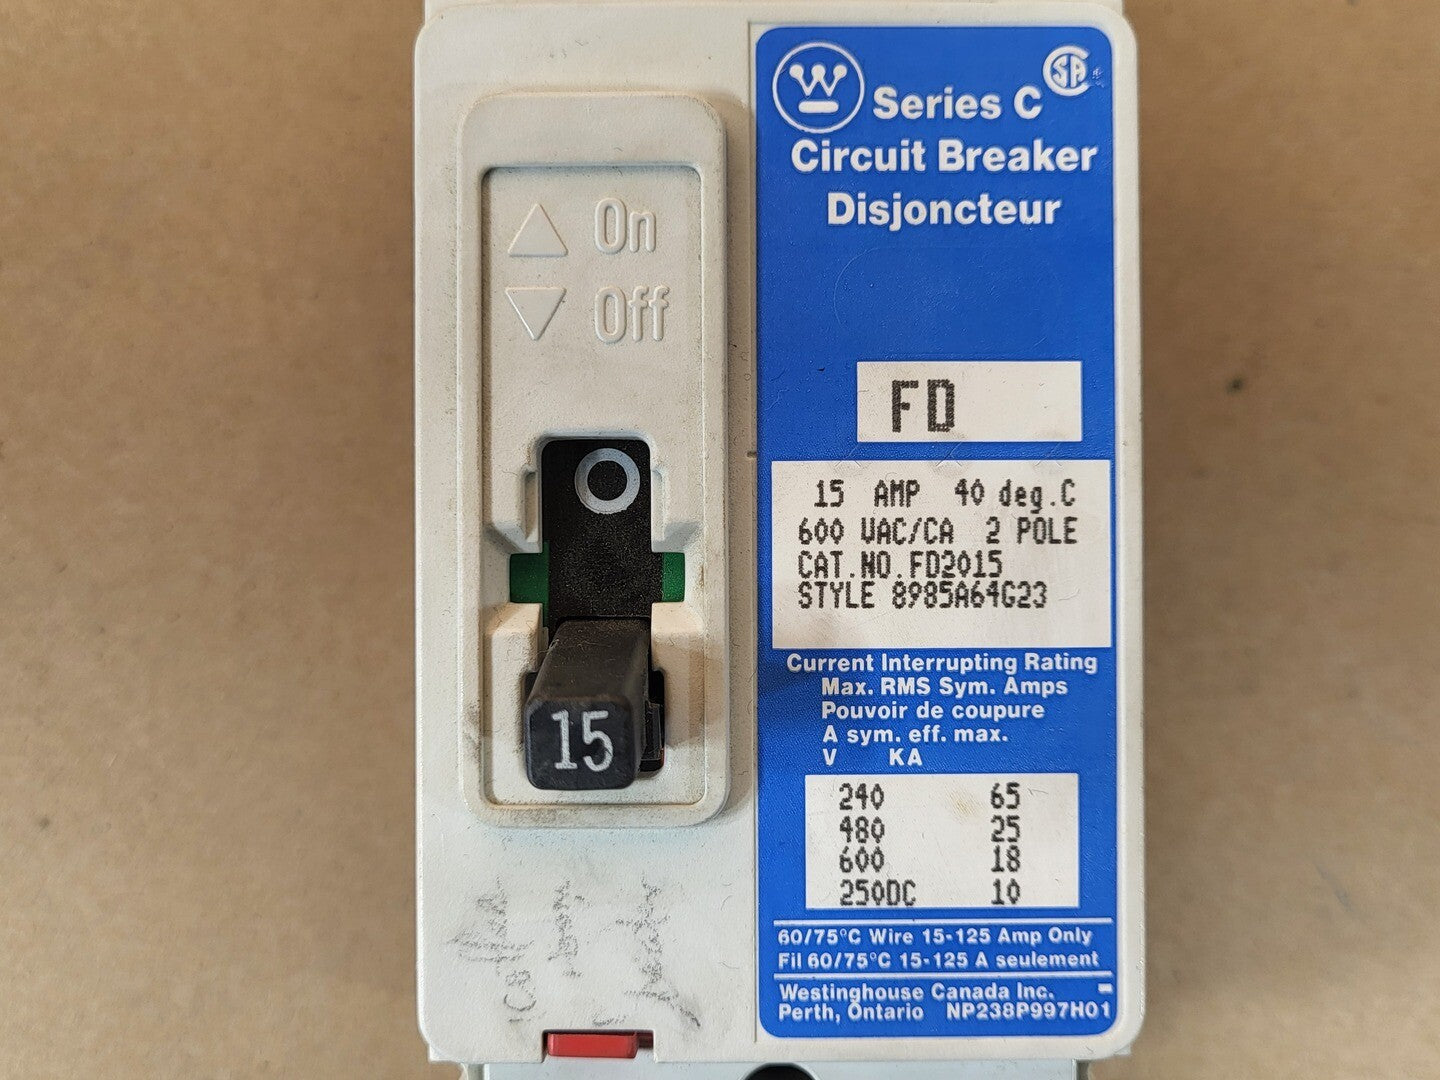 On
Off
15
W
SA
Series C
Circuit Breaker
Disjoncteur
FD
15 AMP 40 deg.C
600 VAC/CA 2 POLE
CAT.NO.FD2015
STYLE 8985A64G23
Current Interrupting Rating
Max. RMS Sym. Amps
Pouvoir de coupure
A sym. eff. max.
V KA
240 65
480 25
600 18
250DC 10
60/75°C Wire 15-125 Amp Only
Fil 60/75°C 15-125 A seulement
Westinghouse Canada Inc.
Perth, Ontario NP238P997H01